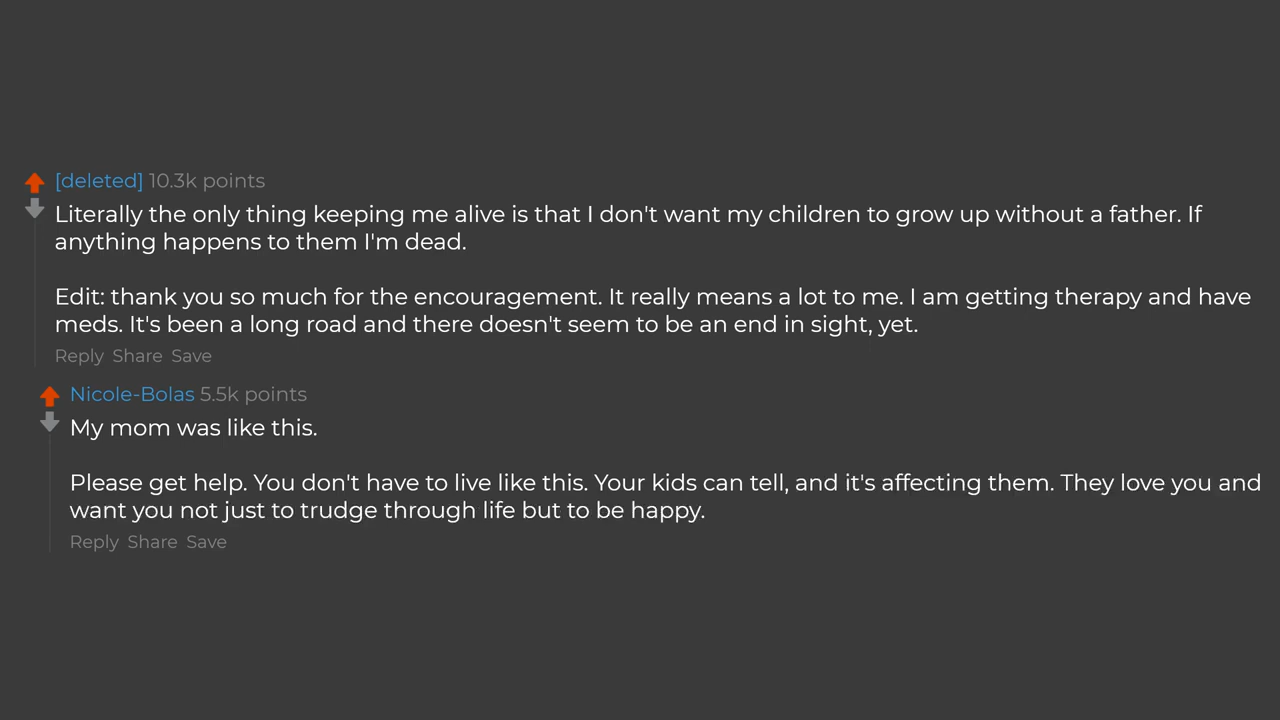 [deleted] 10.3k points
Literally the only thing keeping me alive is that I don't want my children to grow up without a father. If
anything happens to them I'm dead.
Edit: thank you so much for the encouragement. It really means a lot to me. I am getting therapy and have
meds. It's been a long road and there doesn't seem to be an end in sight, yet.
Reply Share Save
Nicole-Bolas 5.5k points
My mom was like this.
Please get help. You don't have to live like this. Your kids can tell, and it's affecting them. They love you and
want you not just to trudge through life but to be happy.
Reply Share Save